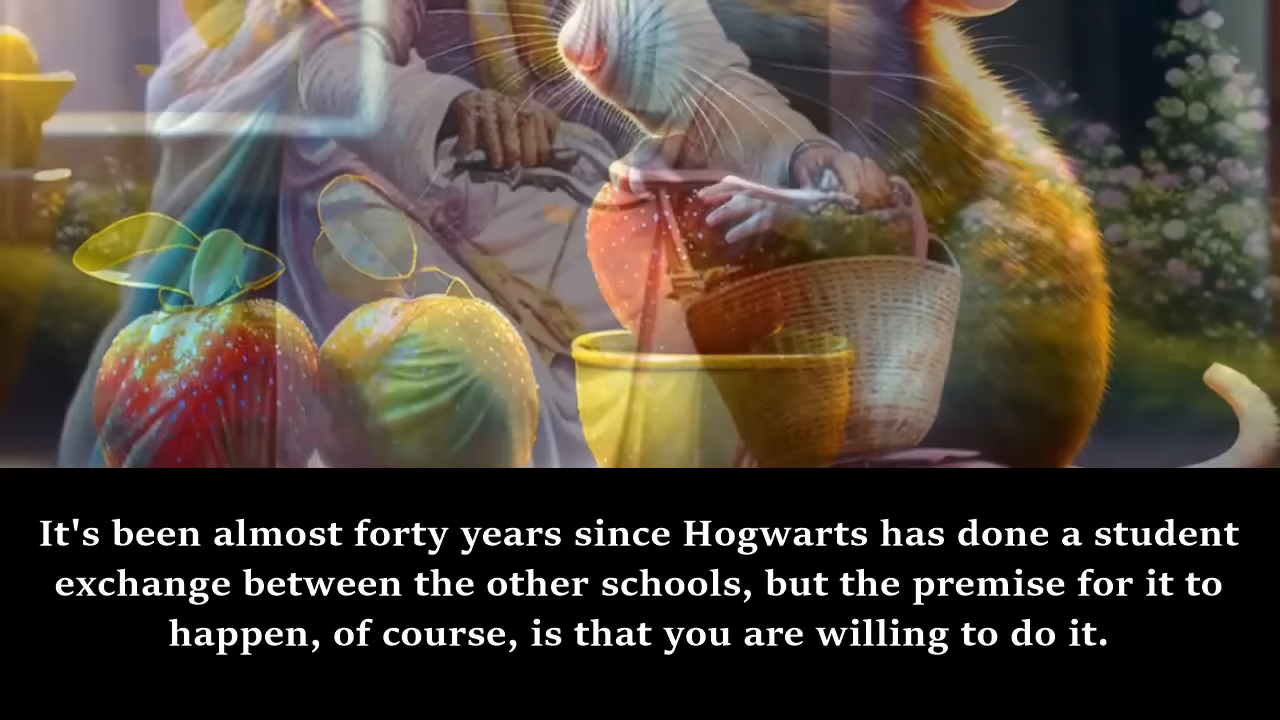 It's been almost forty years since Hogwarts has done a student
exchange between the other schools, but the premise for it to
happen, of course, is that you are willing to do it.